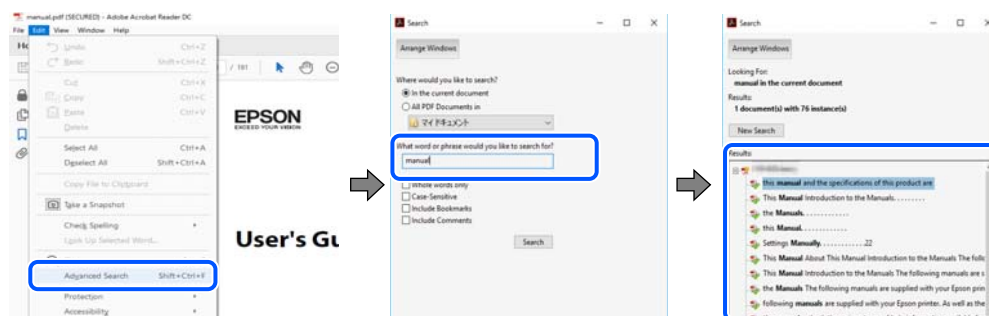 manual.pdf (SECURED) - Adobe Acrobat Reader DC
File Edit View Window Help
Undo Ctrl+Z
Redo Shift+Ctrl+Z
Cut Ctrl+X
Copy Ctrl+C
Paste Ctrl+V
Delete
Select All Ctrl+A
Deselect All Shift+Ctrl+A
Copy File to Clipboard
Take a Snapshot
Check Spelling
Look Up Selected Word...
Advanced Search Shift+Ctrl+F
Protection
Accessibility
/ 181
EPSON
EXCEED YOUR VISION
User's Gu
Search
Arrange Windows
Where would you like to search?
In the current document
All PDF Documents in
マイ ドキュメント
What word or phrase would you like to search for?
manual
Whole words only
Case-Sensitive
Include Bookmarks
Include Comments
Search
Search
Arrange Windows
Looking For:
manual in the current document
Results:
1 document(s) with 76 instance(s)
New Search
Results:
this manual and the specifications of this product are
This Manual Introduction to the Manuals. . . . . . . . .
the Manuals. . . . . . . . . . . .
this Manual. . . . . . . . . . . .
Settings Manually. . . . . . . . . . . . .22
This Manual About This Manual Introduction to the Manuals The follo
This Manual Introduction to the Manuals The following manuals are s
the Manuals The following manuals are supplied with your Epson prin
following manuals are supplied with your Epson printer. As well as the